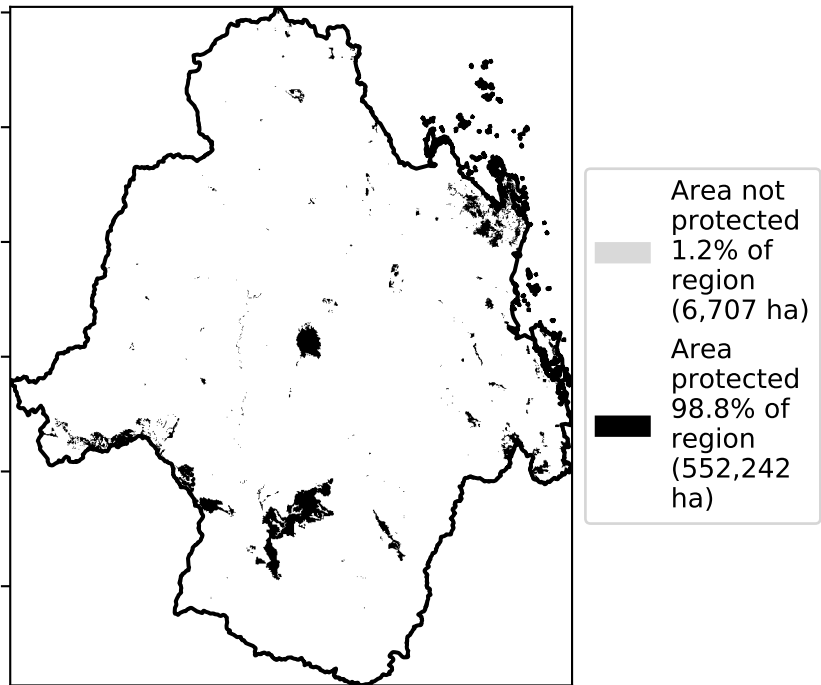 Area not
protected
1.2% of
region
(6,707 ha)
Area
protected
98.8% of
region
(552,242
ha)